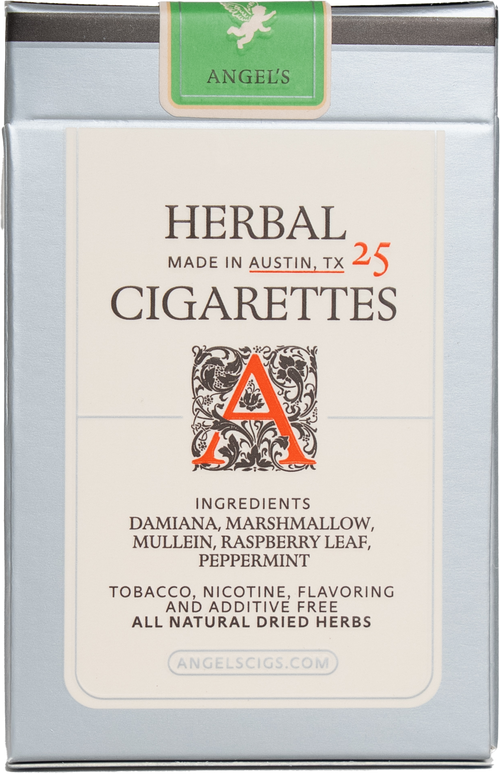 ANGEL'S
HERBAL
MADE IN AUSTIN, TX 25
CIGARETTES
A
INGREDIENTS
DAMIANA, MARSHMALLOW,
MULLEIN, RASPBERRY LEAF,
PEPPERMINT
TOBACCO, NICOTINE, FLAVORING
AND ADDITIVE FREE
ALL NATURAL DRIED HERBS
ANGELSCIGS.COM